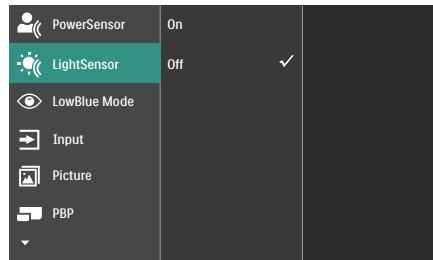 PowerSensor
On
LightSensor
Off
LowBlue Mode
Input
Picture
PBP